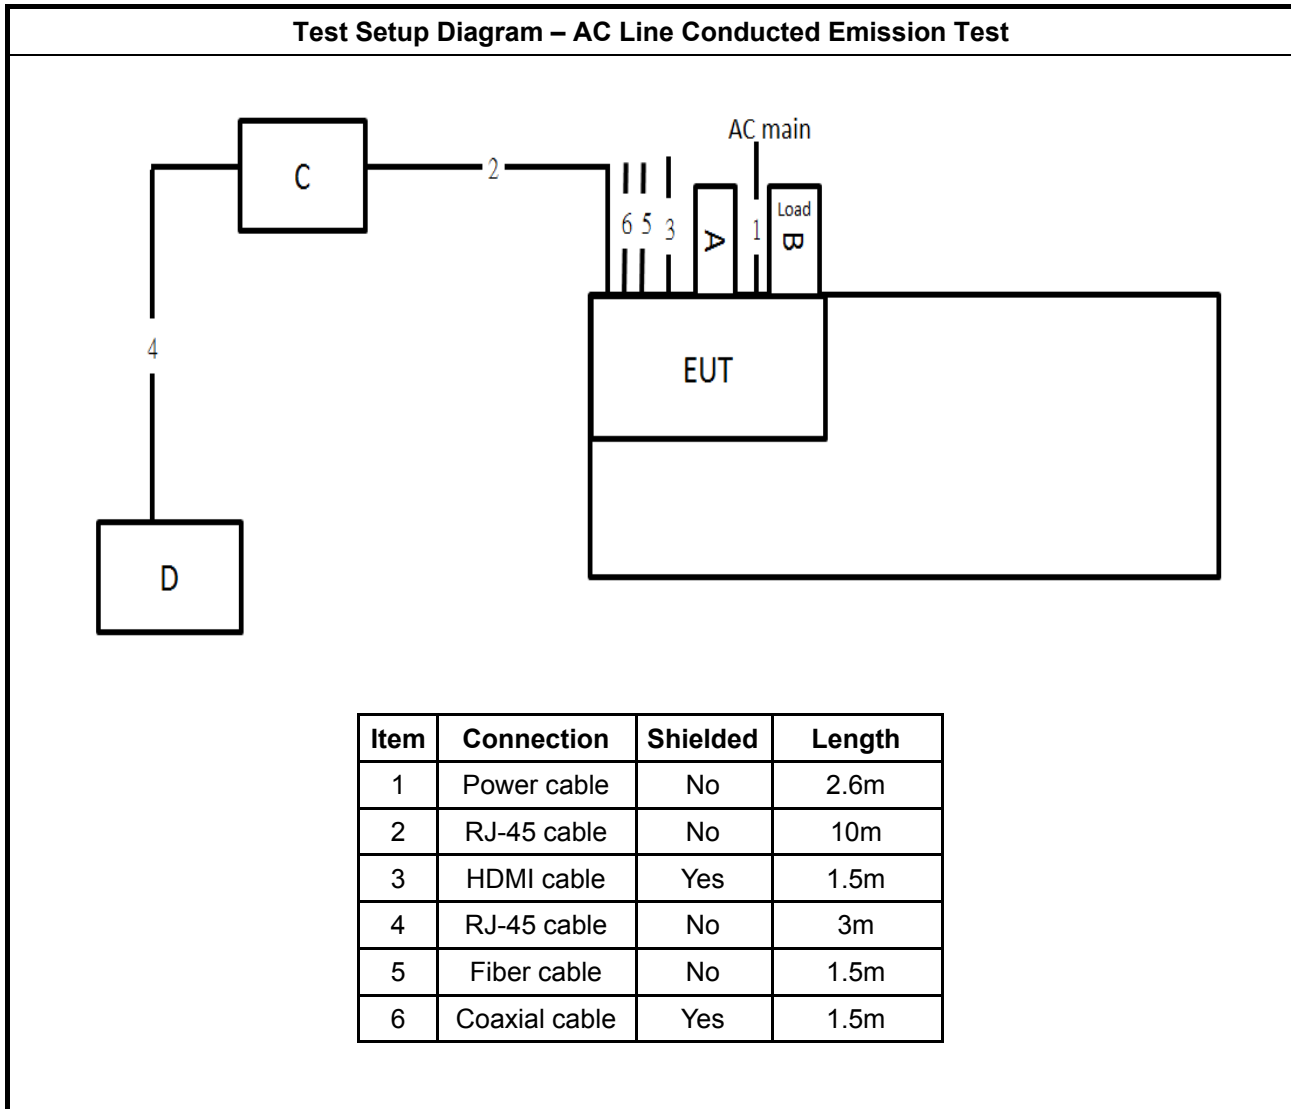 Test Setup Diagram – AC Line Conducted Emission Test
AC main
C
2
6 5 3
A
1
Load
B
4
EUT
D
Item Connection Shielded Length
1 Power cable No 2.6m
2 RJ-45 cable No 10m
3 HDMI cable Yes 1.5m
4 RJ-45 cable No 3m
5 Fiber cable No 1.5m
6 Coaxial cable Yes 1.5m